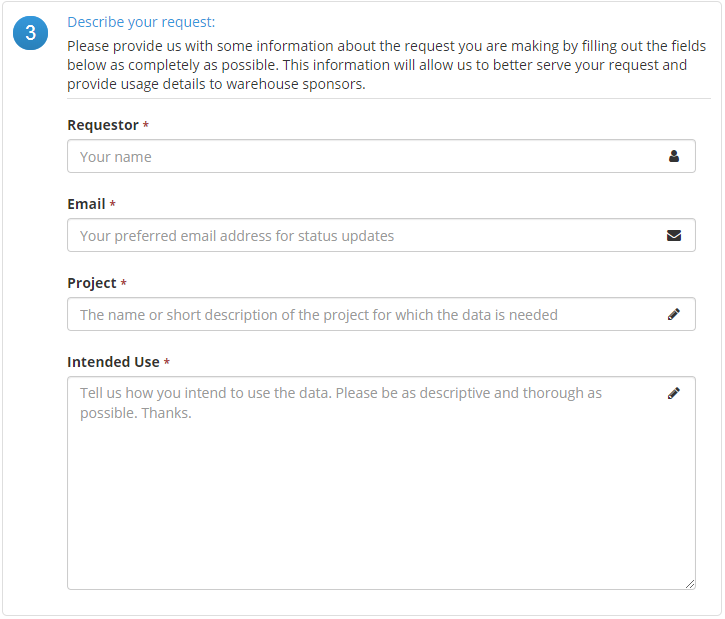 3
Describe your request:
Please provide us with some information about the request you are making by filling out the fields
below as completely as possible. This information will allow us to better serve your request and
provide usage details to warehouse sponsors.
Requestor *
Your name
Email *
Your preferred email address for status updates
Project *
The name or short description of the project for which the data is needed
Intended Use *
Tell us how you intend to use the data. Please be as descriptive and thorough as
possible. Thanks.